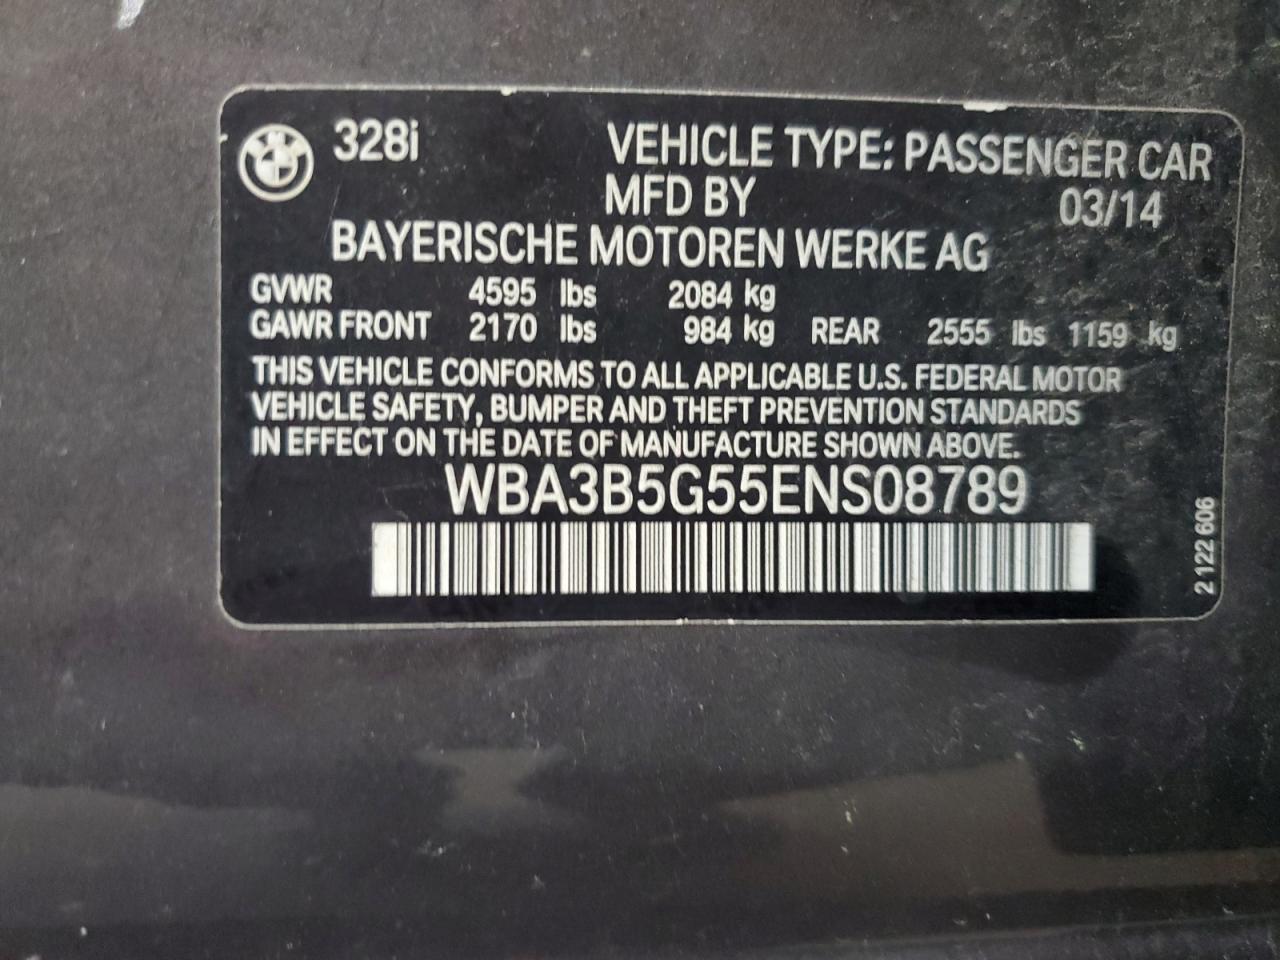 328i VEHICLE TYPE: PASSENGER CAR
MFD BY 03/14
BAYERISCHE MOTOREN WERKE AG
GVWR 4595 lbs 2084 kg
GAWR FRONT 2170 lbs 984 kg REAR 2555 lbs 1159 kg
THIS VEHICLE CONFORMS TO ALL APPLICABLE U.S. FEDERAL MOTOR
VEHICLE SAFETY, BUMPER AND THEFT PREVENTION STANDARDS
IN EFFECT ON THE DATE OF MANUFACTURE SHOWN ABOVE.
WBA3B5G55ENS08789
2 122 606